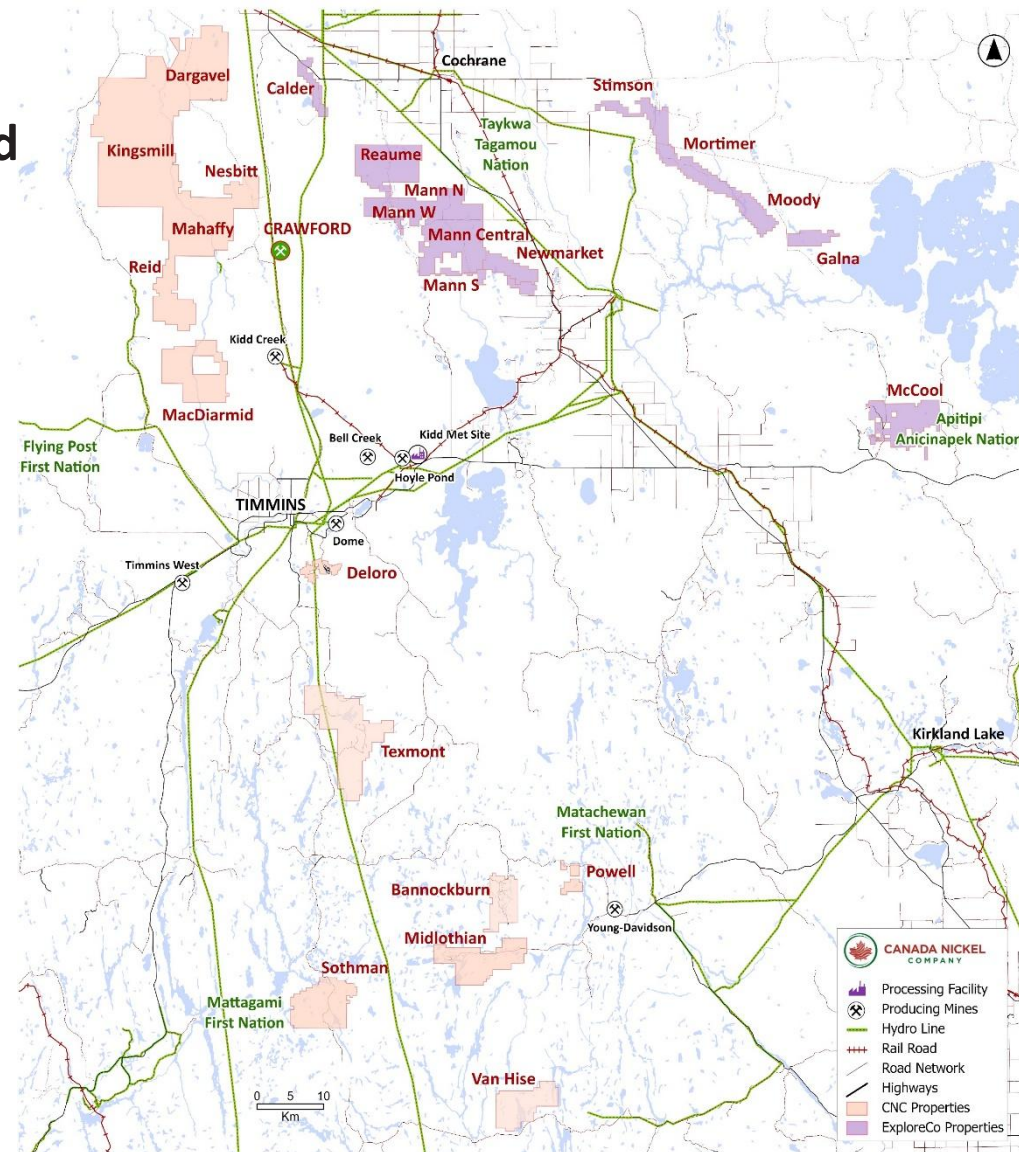 d
Cochrane
Dargavel
Calder
Stimson
Taykwa
Tagamou
Nation
Kingsmill
Reaume
Mortimer
Nesbitt
Mann N
Moody
Mann W
Mahaffy
CRAWFORD
Mann Central
Newmarket
Galna
Reid
Mann S
Kidd Creek
McCool
MacDiarmid
Apitipi
Anicinapek Nation
Flying Post
First Nation
Bell Creek
Kidd Met Site
Hoyle Pond
TIMMINS
Dome
Timmins West
Deloro
Kirkland Lake
Texmont
Matachewan
First Nation
Powell
Bannockburn
Young-Davidson
Midlothian
Sothman
Mattagami
First Nation
Van Hise
0 5 10
Km
CANADA NICKEL
COMPANY
Processing Facility
Producing Mines
Hydro Line
Rail Road
Road Network
Highways
CNC Properties
ExploreCo Properties